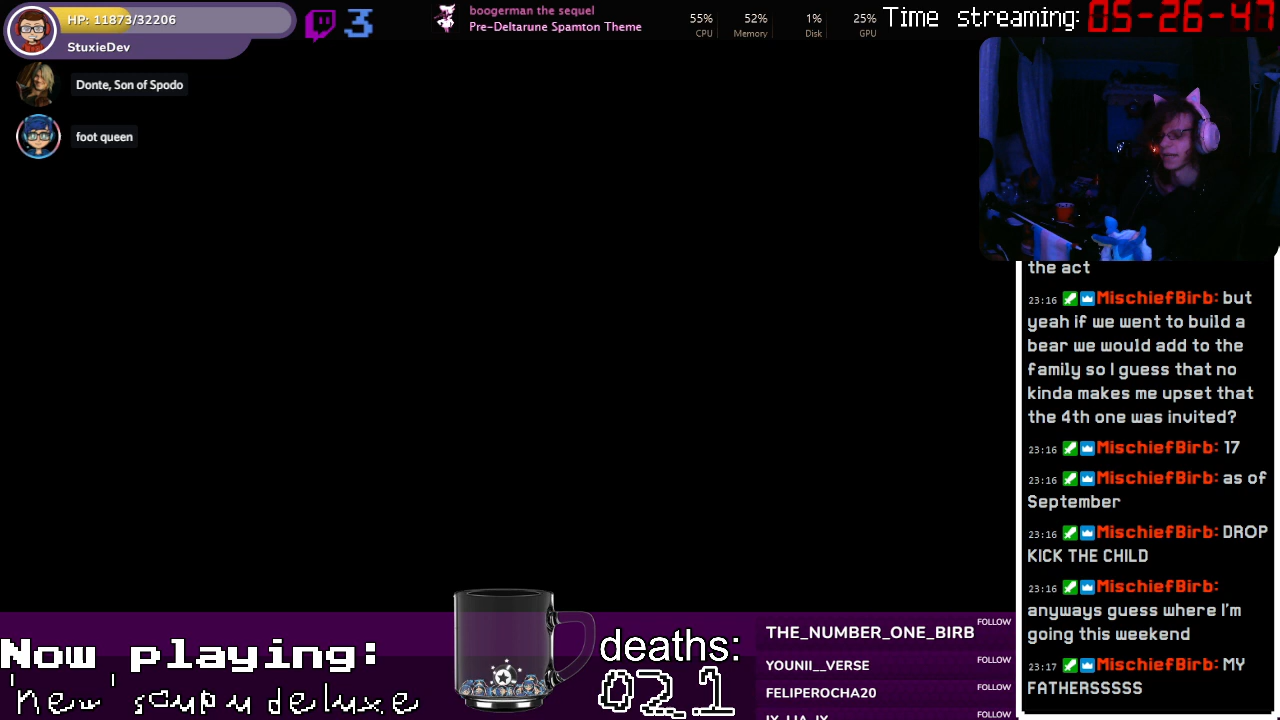 HP: 11873/32206
StuxieDev
3
boogerman the sequel
Pre-Deltarune Spamton Theme
55% 52% 1% 25%
CPU Memory Disk GPU
Time streaming: 05-26-47
Donte, Son of Spodo
foot queen
the act
23:16 MischiefBirb: but
yeah if we went to build a
bear we would add to the
family so I guess that no
kinda makes me upset that
the 4th one was invited?
23:16 MischiefBirb: 17
23:16 MischiefBirb: as of
September
23:16 MischiefBirb: DROP
KICK THE CHILD
23:16 MischiefBirb:
anyways guess where I'm
going this weekend
23:17 MischiefBirb: MY
FATHERSSSSS
Now playing:
'new' soup u deluxe
deaths:
021
THE_NUMBER_ONE_BIRB FOLLOW
YOUNII__VERSE FOLLOW
FELIPEROCHA20 FOLLOW
FOLLOW